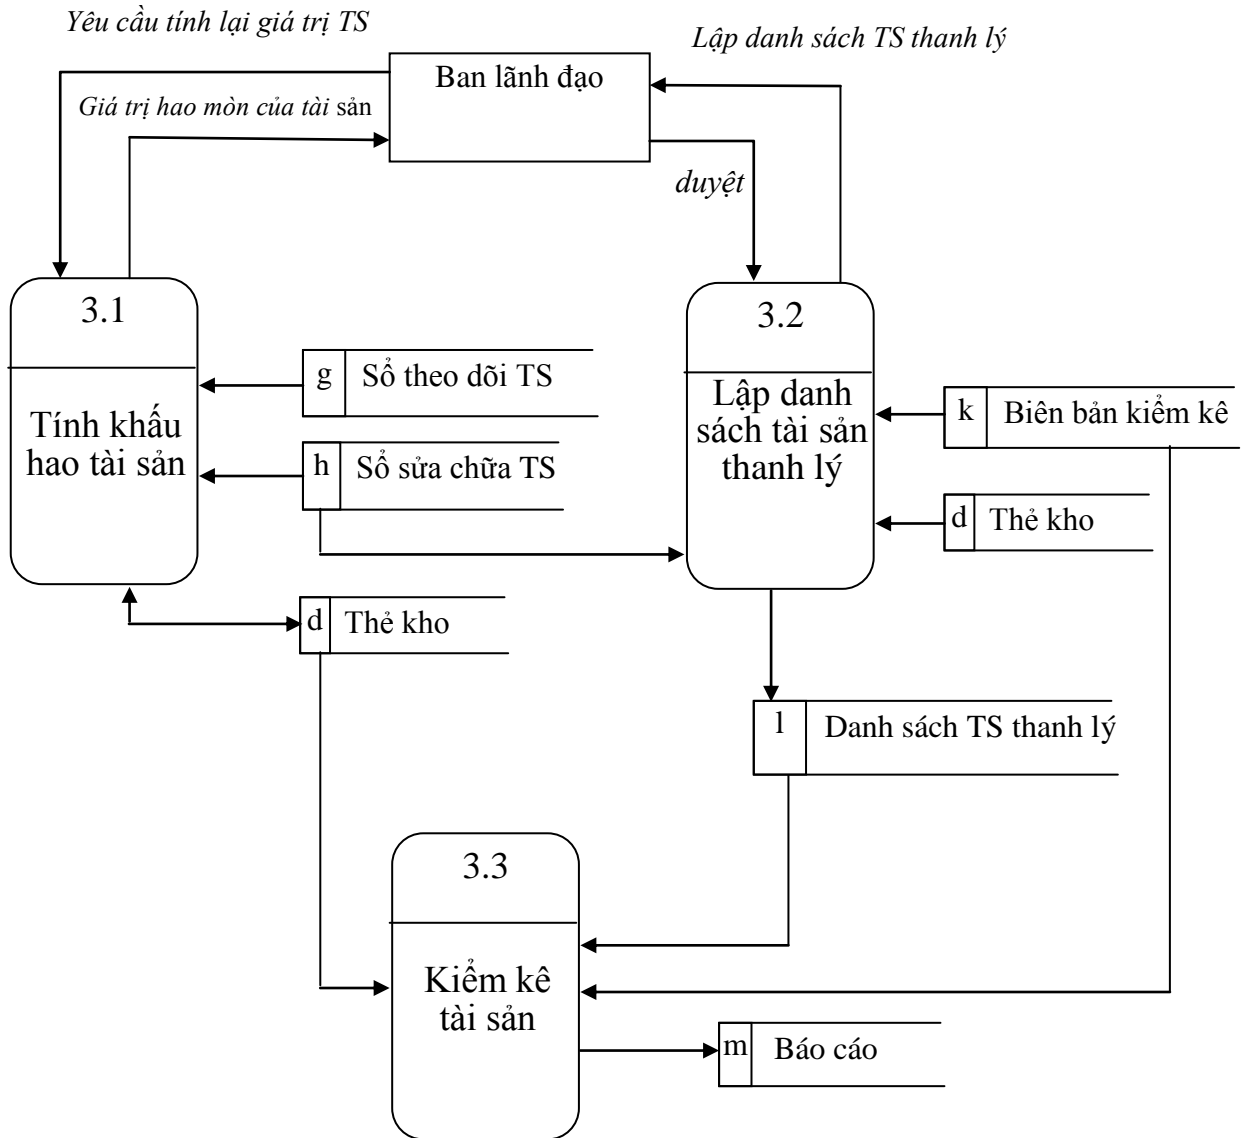 Yêu cầu tính lại giá trị TS
Lập danh sách TS thanh lý
Ban lãnh đạo
Giá trị hao mòn của tài sản
duyệt
3.1
Tính khấu
hao tài sản
g
Sổ theo dõi TS
h
Sổ sửa chữa TS
3.2
Lập danh
sách tài sản
thanh lý
k
Biên bản kiểm kê
d
Thẻ kho
d
Thẻ kho
l
Danh sách TS thanh lý
3.3
Kiểm kê
tài sản
m
Báo cáo